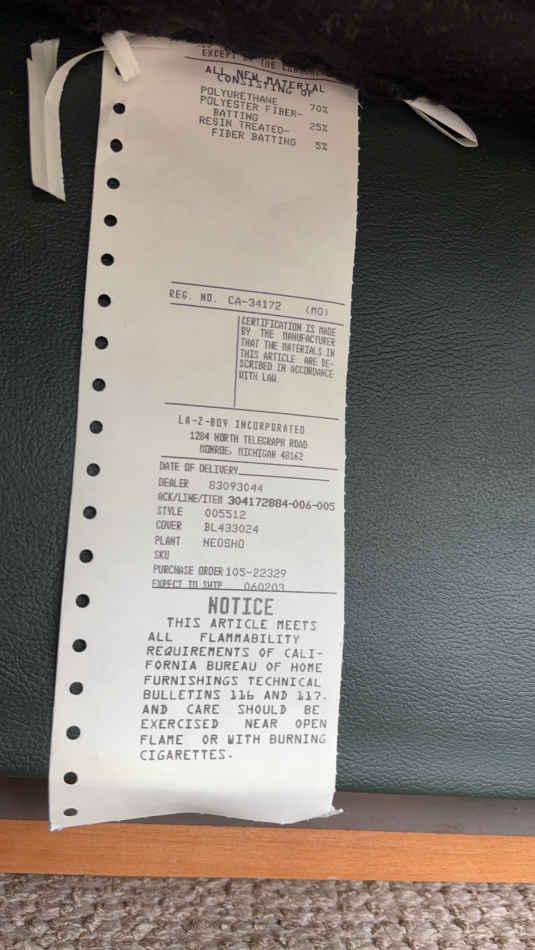 EXCEPT
ALL NEW MATERIAL
CONSISTING OF
POLYURETHANE 70%
POLYESTER FIBER-
BATTING 25%
RESIN TREATED-
FIBER BATTING 5%
REG. NO. CA-34172 (MO)
CERTIFICATION IS MADE
BY THE MANUFACTURER
THAT THE MATERIALS IN
THIS ARTICLE ARE DE-
SCRIBED IN ACCORDANCE
WITH LAW.
LA-Z-BOY INCORPORATED
1284 NORTH TELEGRAPH ROAD
MONROE, MICHIGAN 48162
DATE OF DELIVERY
DEALER 83093044
ACK/LINE/ITEM 304172884-006-005
STYLE 005512
COVER BL433024
PLANT NEOSHO
SKU
PURCHASE ORDER 105-22329
EXPECT TO SHIP 060203
NOTICE
THIS ARTICLE MEETS
ALL FLAMMABILITY
REQUIREMENTS OF CALI-
FORNIA BUREAU OF HOME
FURNISHINGS TECHNICAL
BULLETINS 116 AND 117.
AND CARE SHOULD BE
EXERCISED NEAR OPEN
FLAME OR WITH BURNING
CIGARETTES.